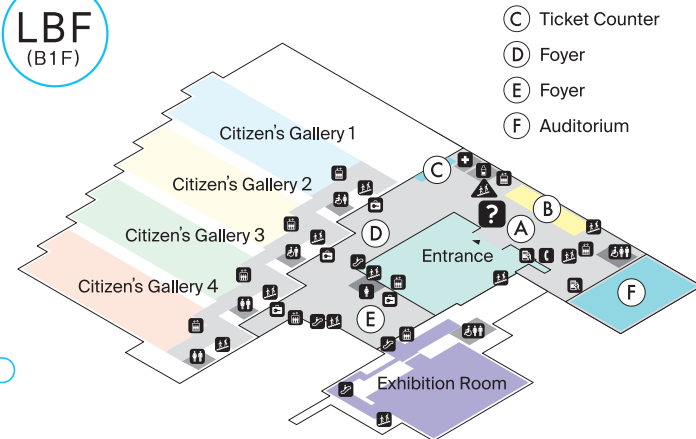 LBF
(B1F)
C Ticket Counter
D Foyer
E Foyer
F Auditorium
Citizen's Gallery 1
C
Citizen's Gallery 2
?
B
A
D
Citizen's Gallery 3
Entrance
Citizen's Gallery 4
F
E
Exhibition Room